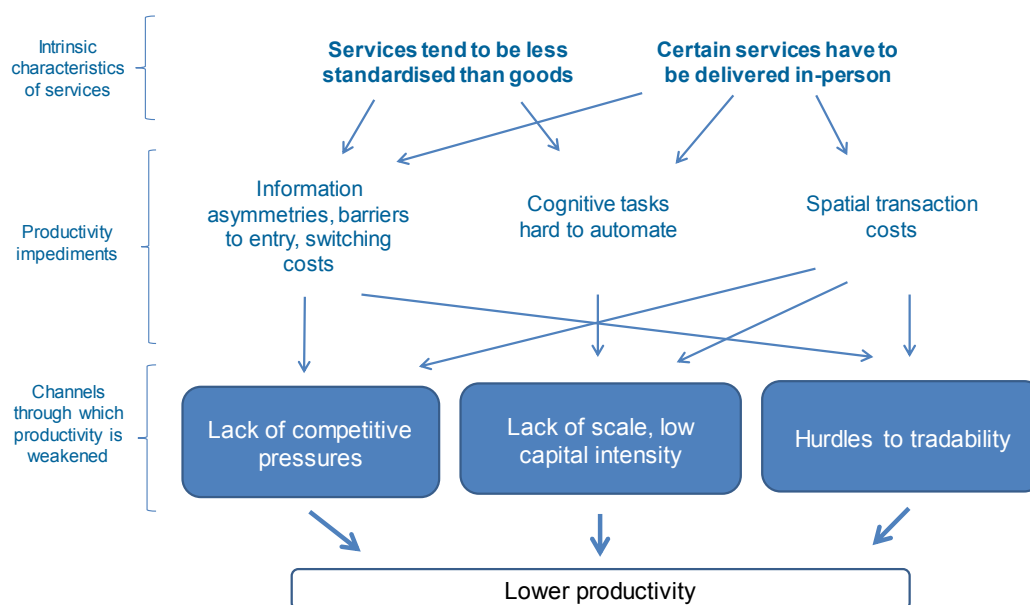 Intrinsic
characteristics
of services
Services tend to be less
standardised than goods
Certain services have to
be delivered in-person
Productivity
impediments
Information
asymmetries, barriers
to entry, switching
costs
Cognitive tasks
hard to automate
Spatial transaction
costs
Channels
through which
productivity is
weakened
Lack of competitive
pressures
Lack of scale, low
capital intensity
Hurdles to tradability
Lower productivity